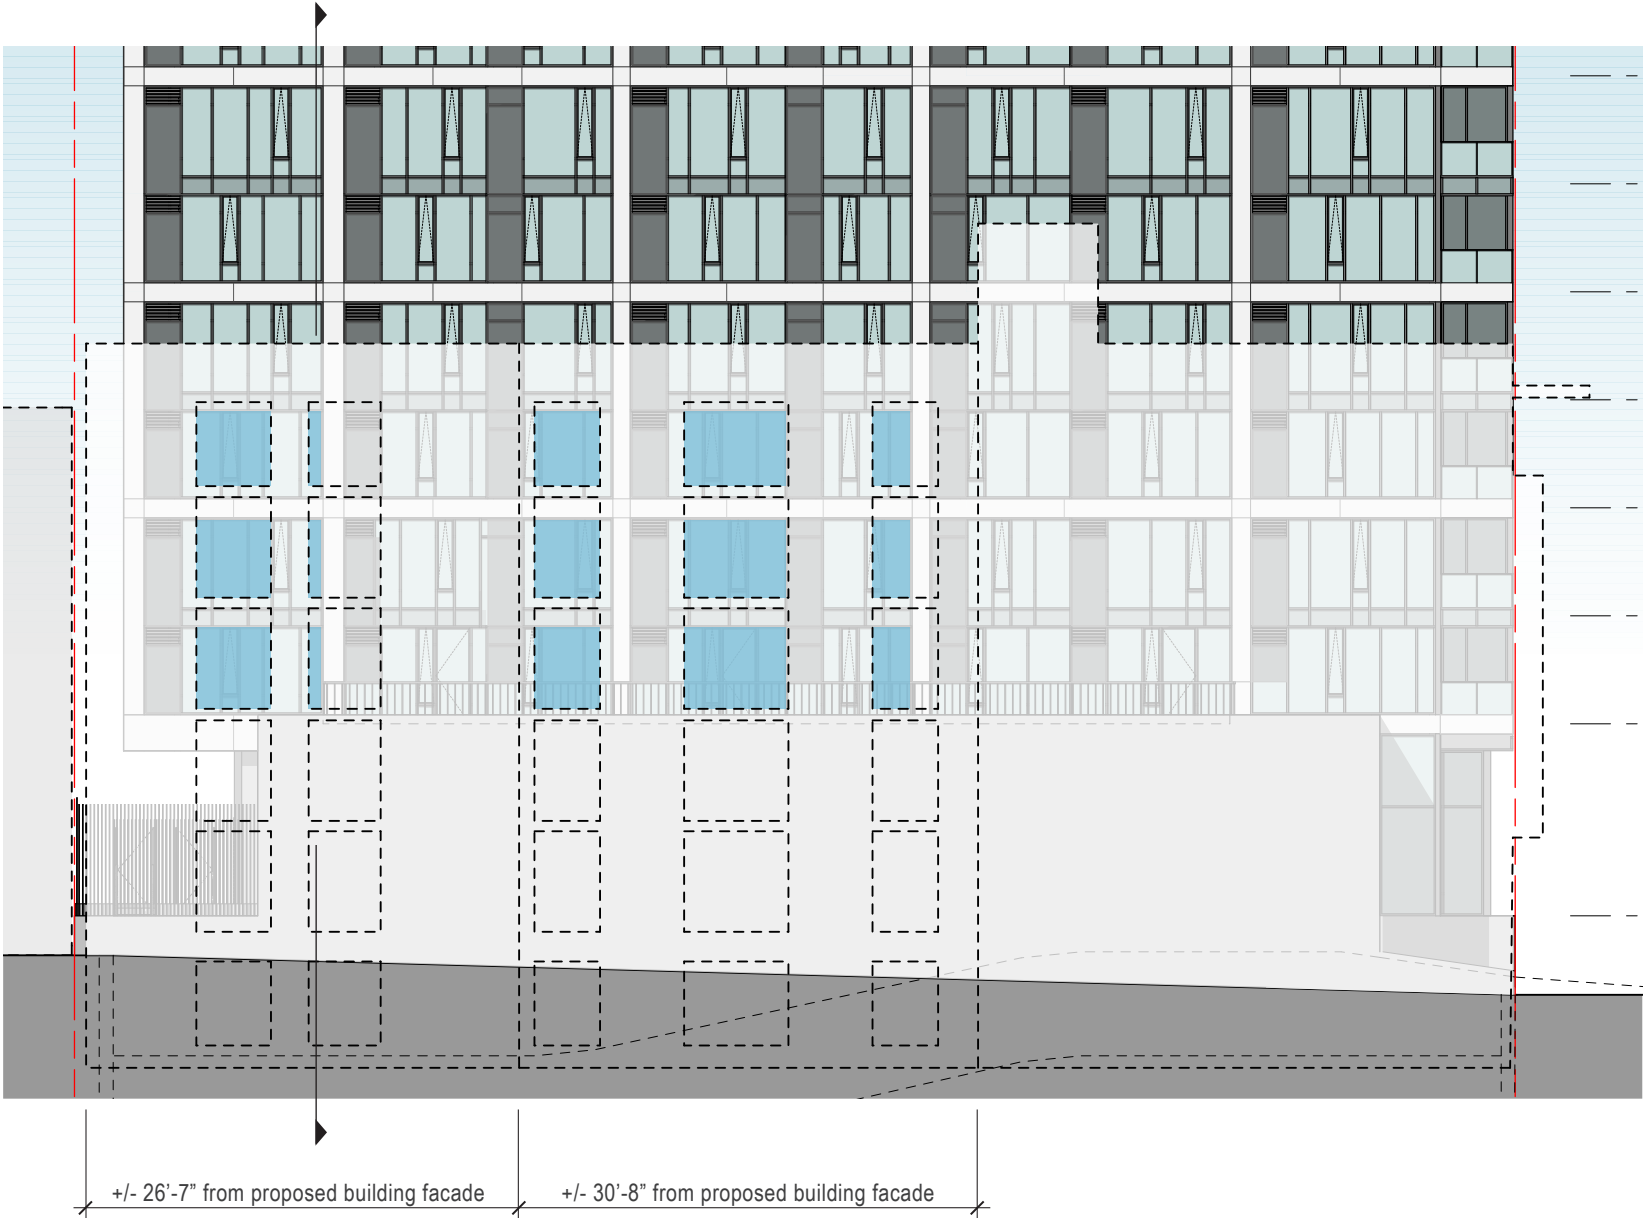 +/- 26’-7” from proposed building facade
+/- 30’-8” from proposed building facade